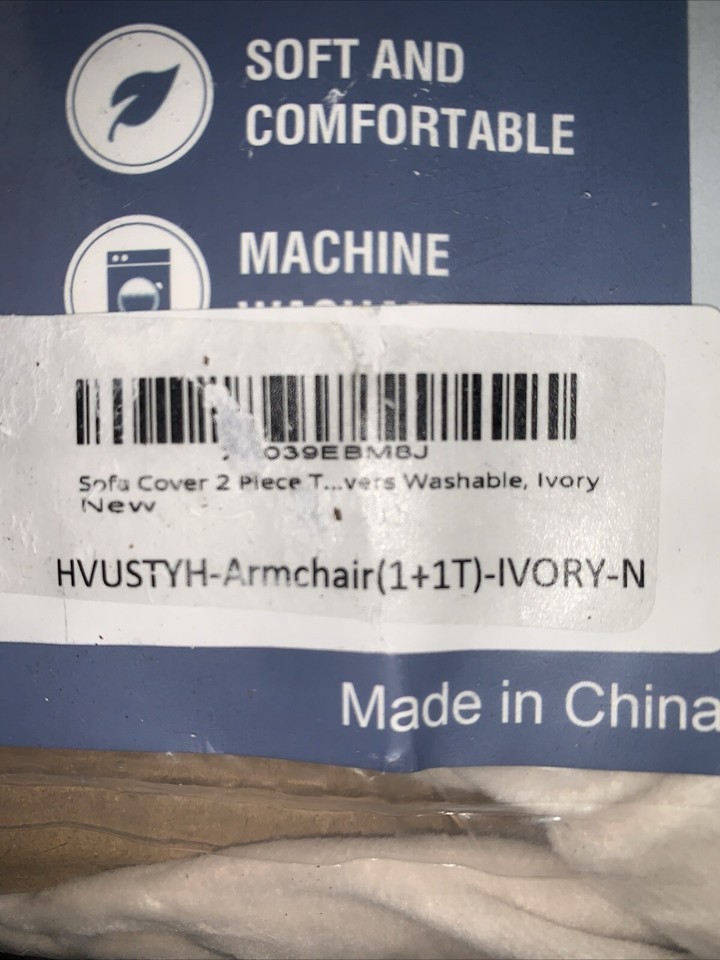 SOFT AND
COMFORTABLE
MACHINE
039EBM8J
Sofa Cover 2 Piece T...vers Washable, Ivory
New
HVUSTYH-Armchair(1+1T)-IVORY-N
Made in China